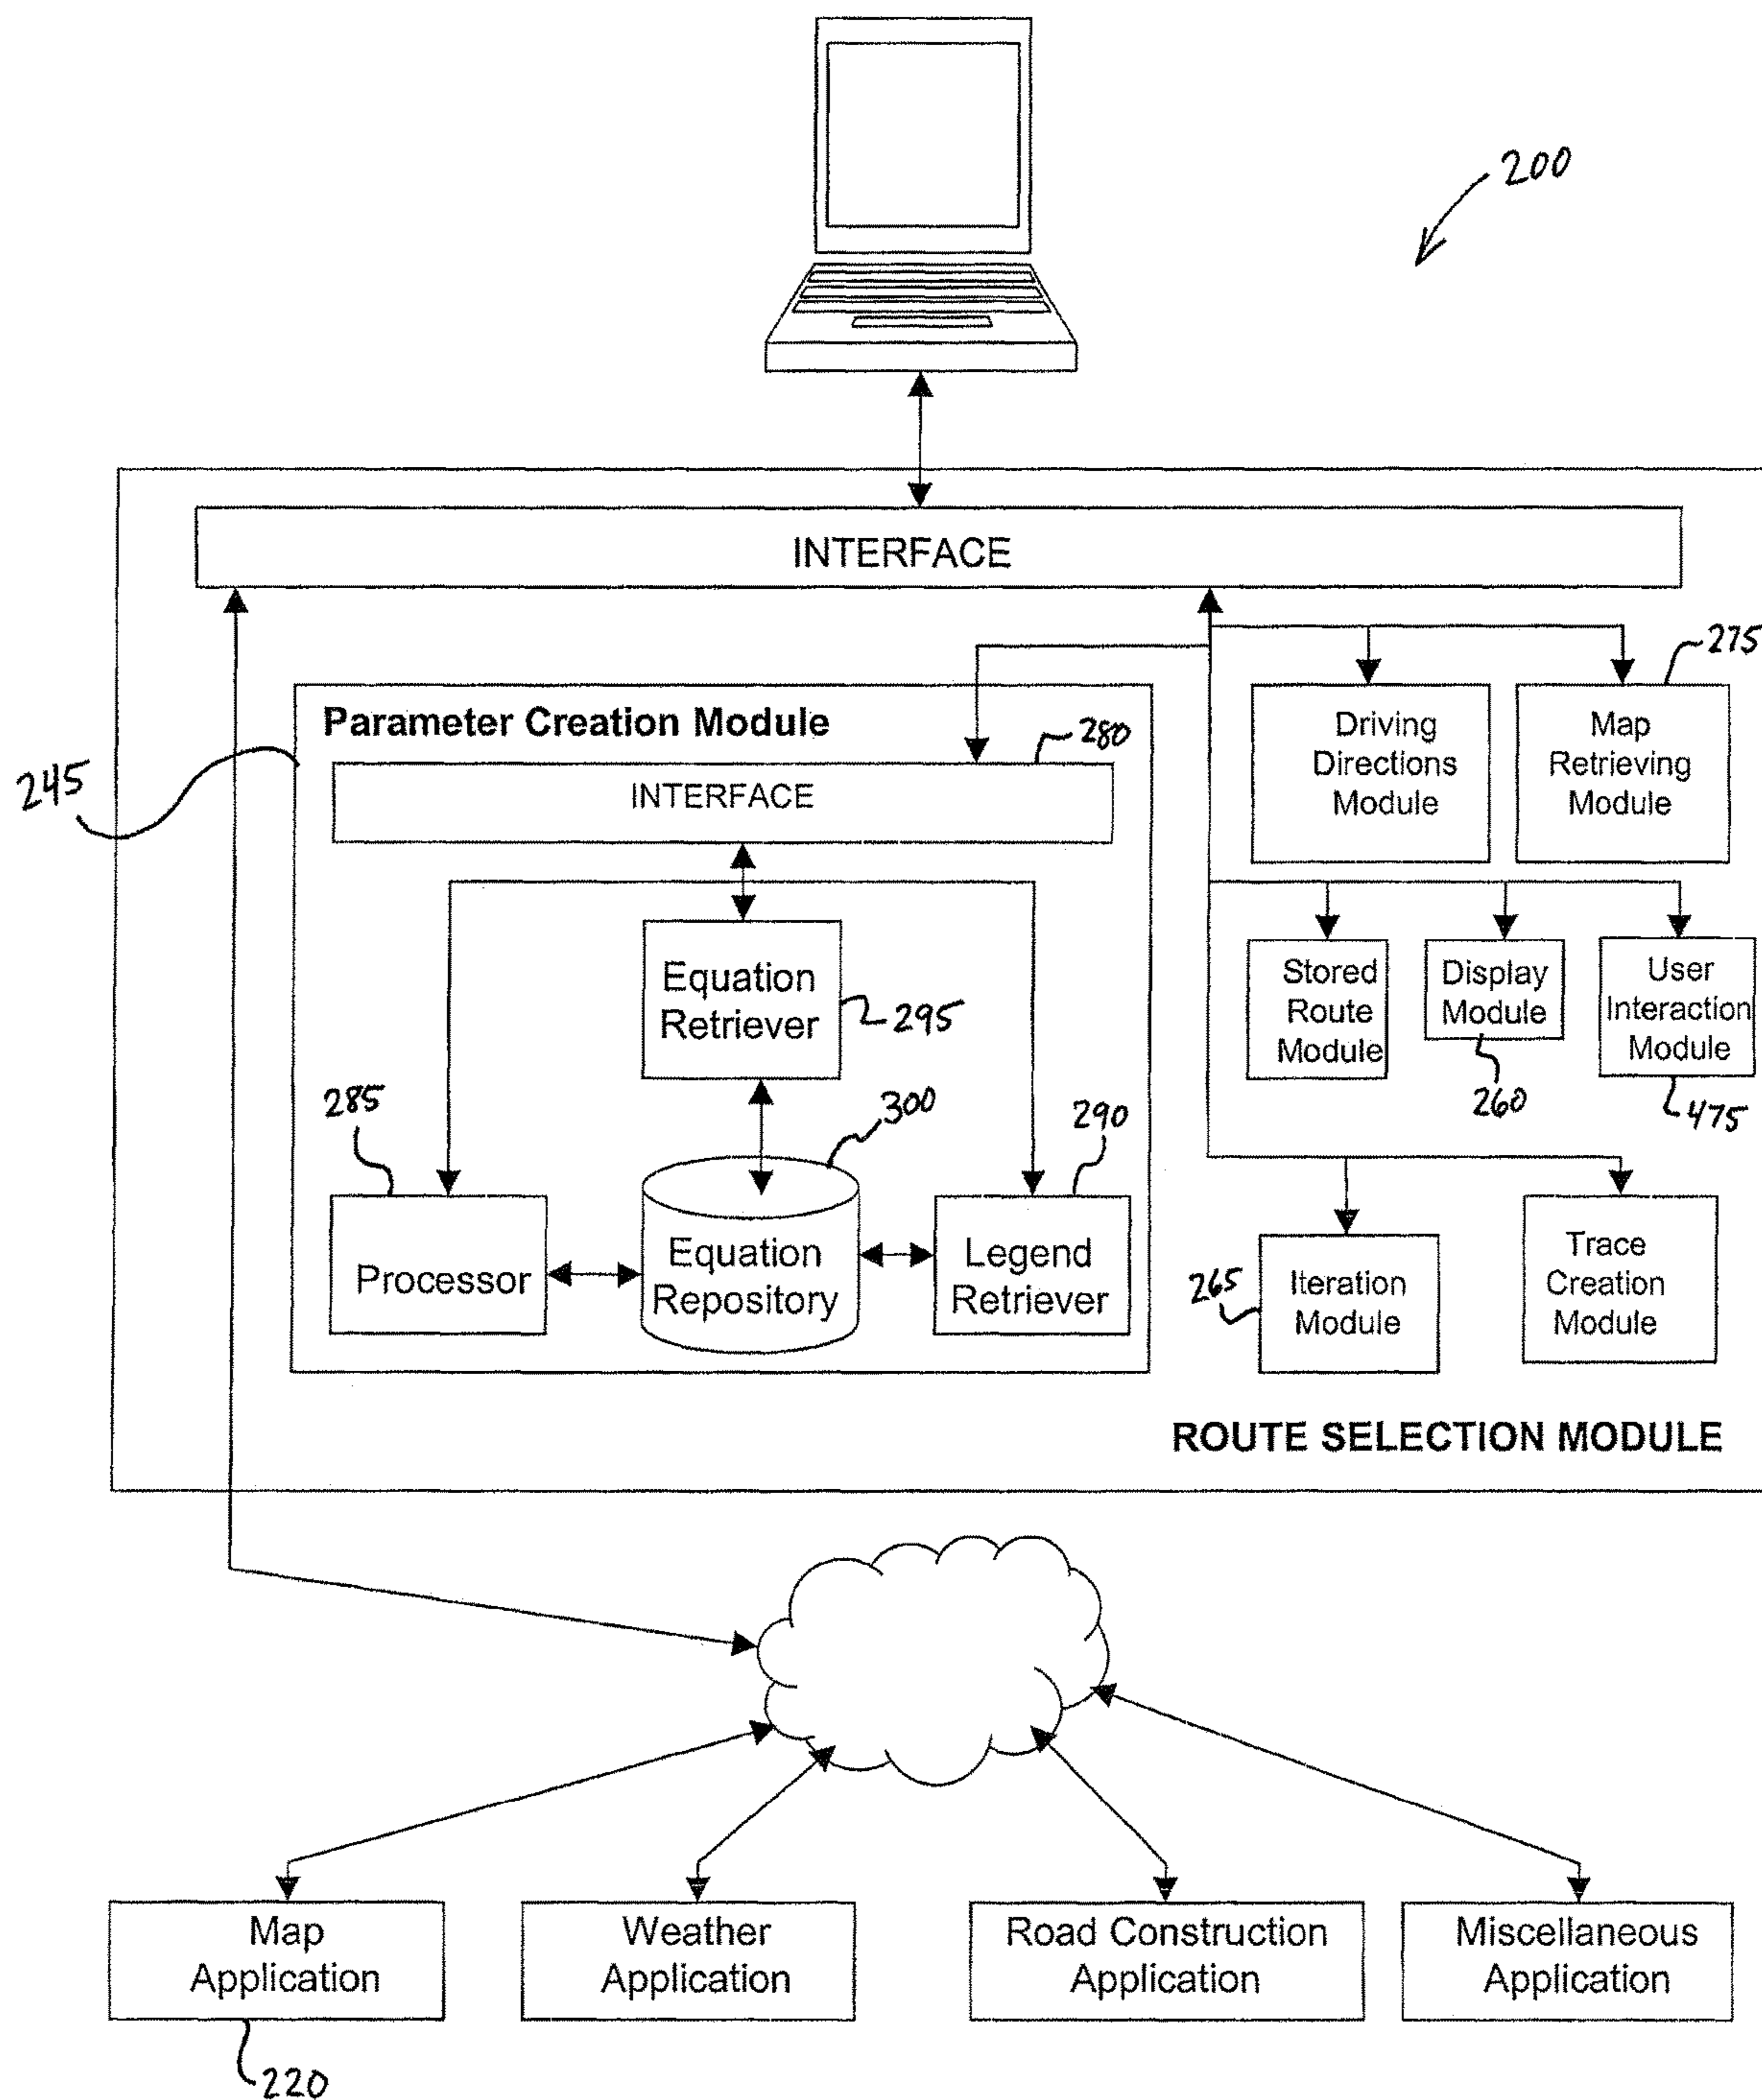 200
INTERFACE
275
Parameter Creation Module
280
INTERFACE
245
Driving
Directions
Module
Map
Retrieving
Module
Equation
Retriever
295
Stored
Route
Module
Display
Module
260
User
Interaction
Module
475
285
300
290
Processor
Equation
Repository
Legend
Retriever
265
Iteration
Module
Trace
Creation
Module
ROUTE SELECTION MODULE
Map
Application
Weather
Application
Road Construction
Application
Miscellaneous
Application
220